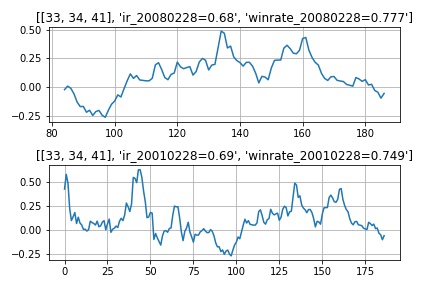 [[33, 34, 41], 'ir_20080228=0.68', 'winrate_20080228=0.777']
0.50
0.25
0.00
−0.25
80 100 120 140 160 180
[[33, 34, 41], 'ir_20010228=0.69', 'winrate_20010228=0.749']
0.50
0.25
0.00
−0.25
0 25 50 75 100 125 150 175